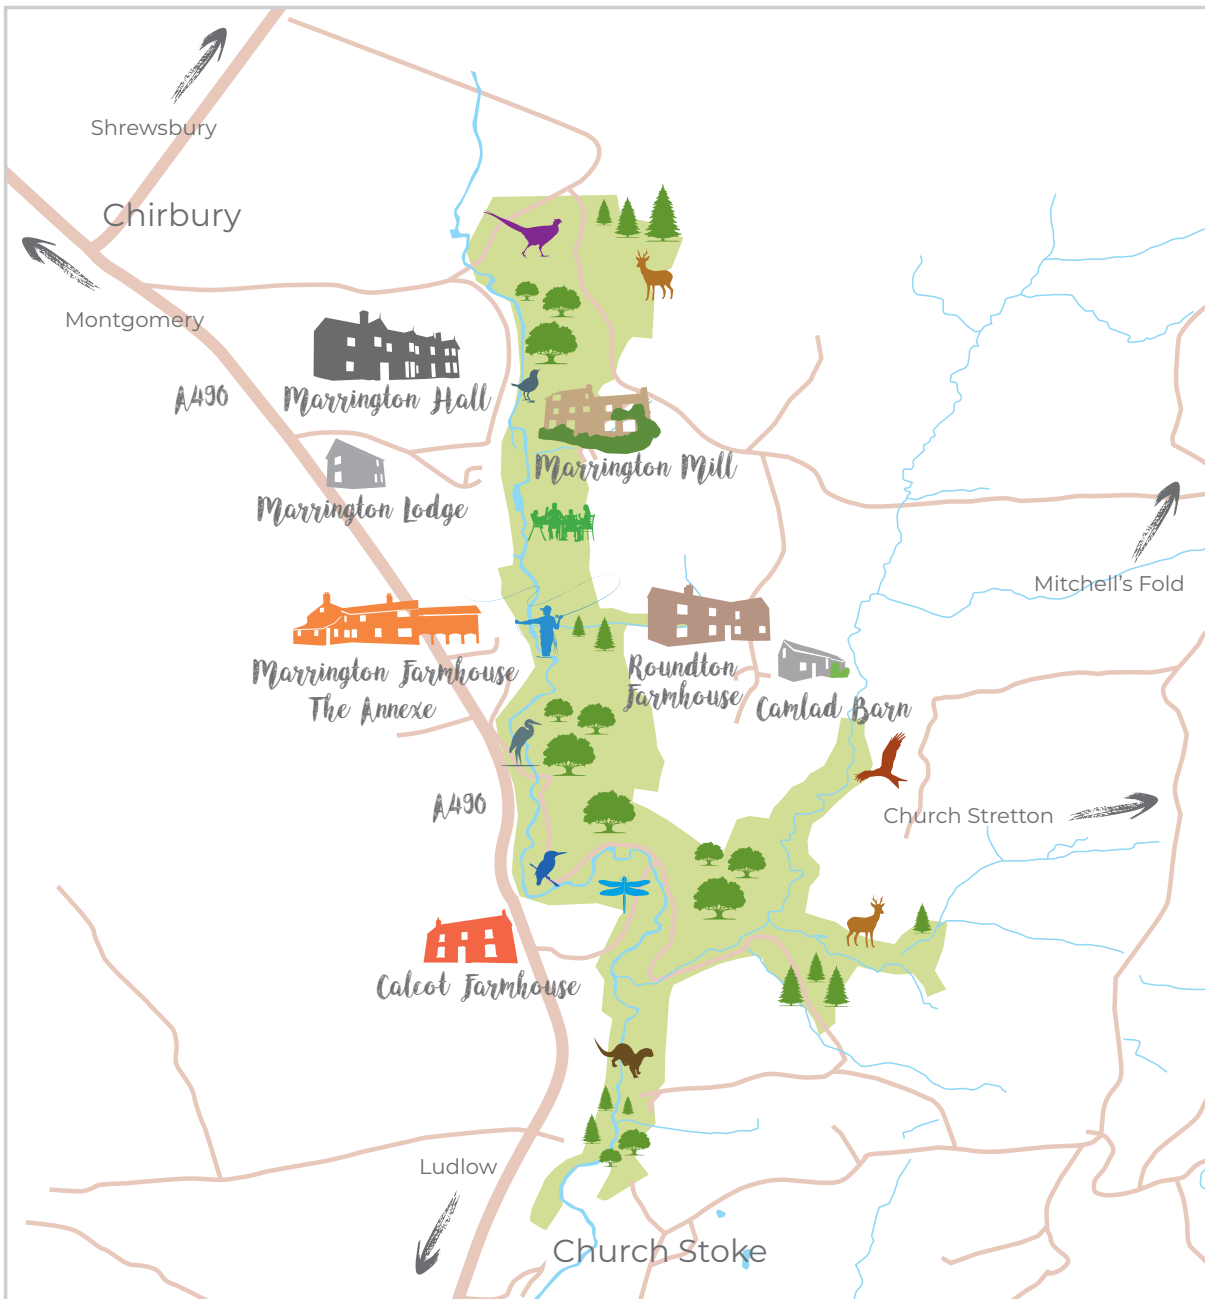 Shrewsbury
Chirbury
Montgomery
A490
Marrington Hall
Marrington Mill
Marrington Lodge
Mitchell's Fold
Marrington Farmhouse
The Annexe
Roundton
Farmhouse
Camlad Barn
A490
Church Stretton
Calcot Farmhouse
Ludlow
Church Stoke